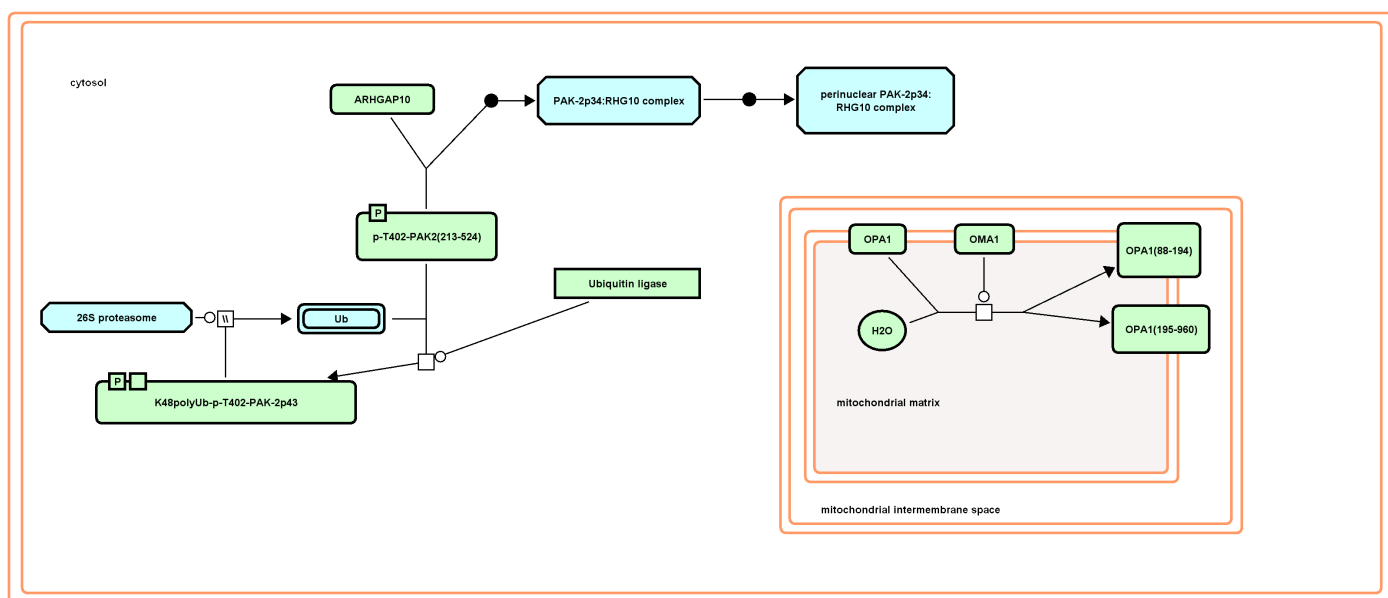 cytosol
ARHGAP10
PAK-2p34:RHG10 complex
perinuclear PAK-2p34:
RHG10 complex
P
p-T402-PAK2(213-524)
OPA1
OMA1
OPA1(88-194)
Ubiquitin ligase
26S proteasome
\\
Ub
H2O
OPA1(195-960)
P
K48polyUb-p-T402-PAK-2p43
mitochondrial matrix
mitochondrial intermembrane space